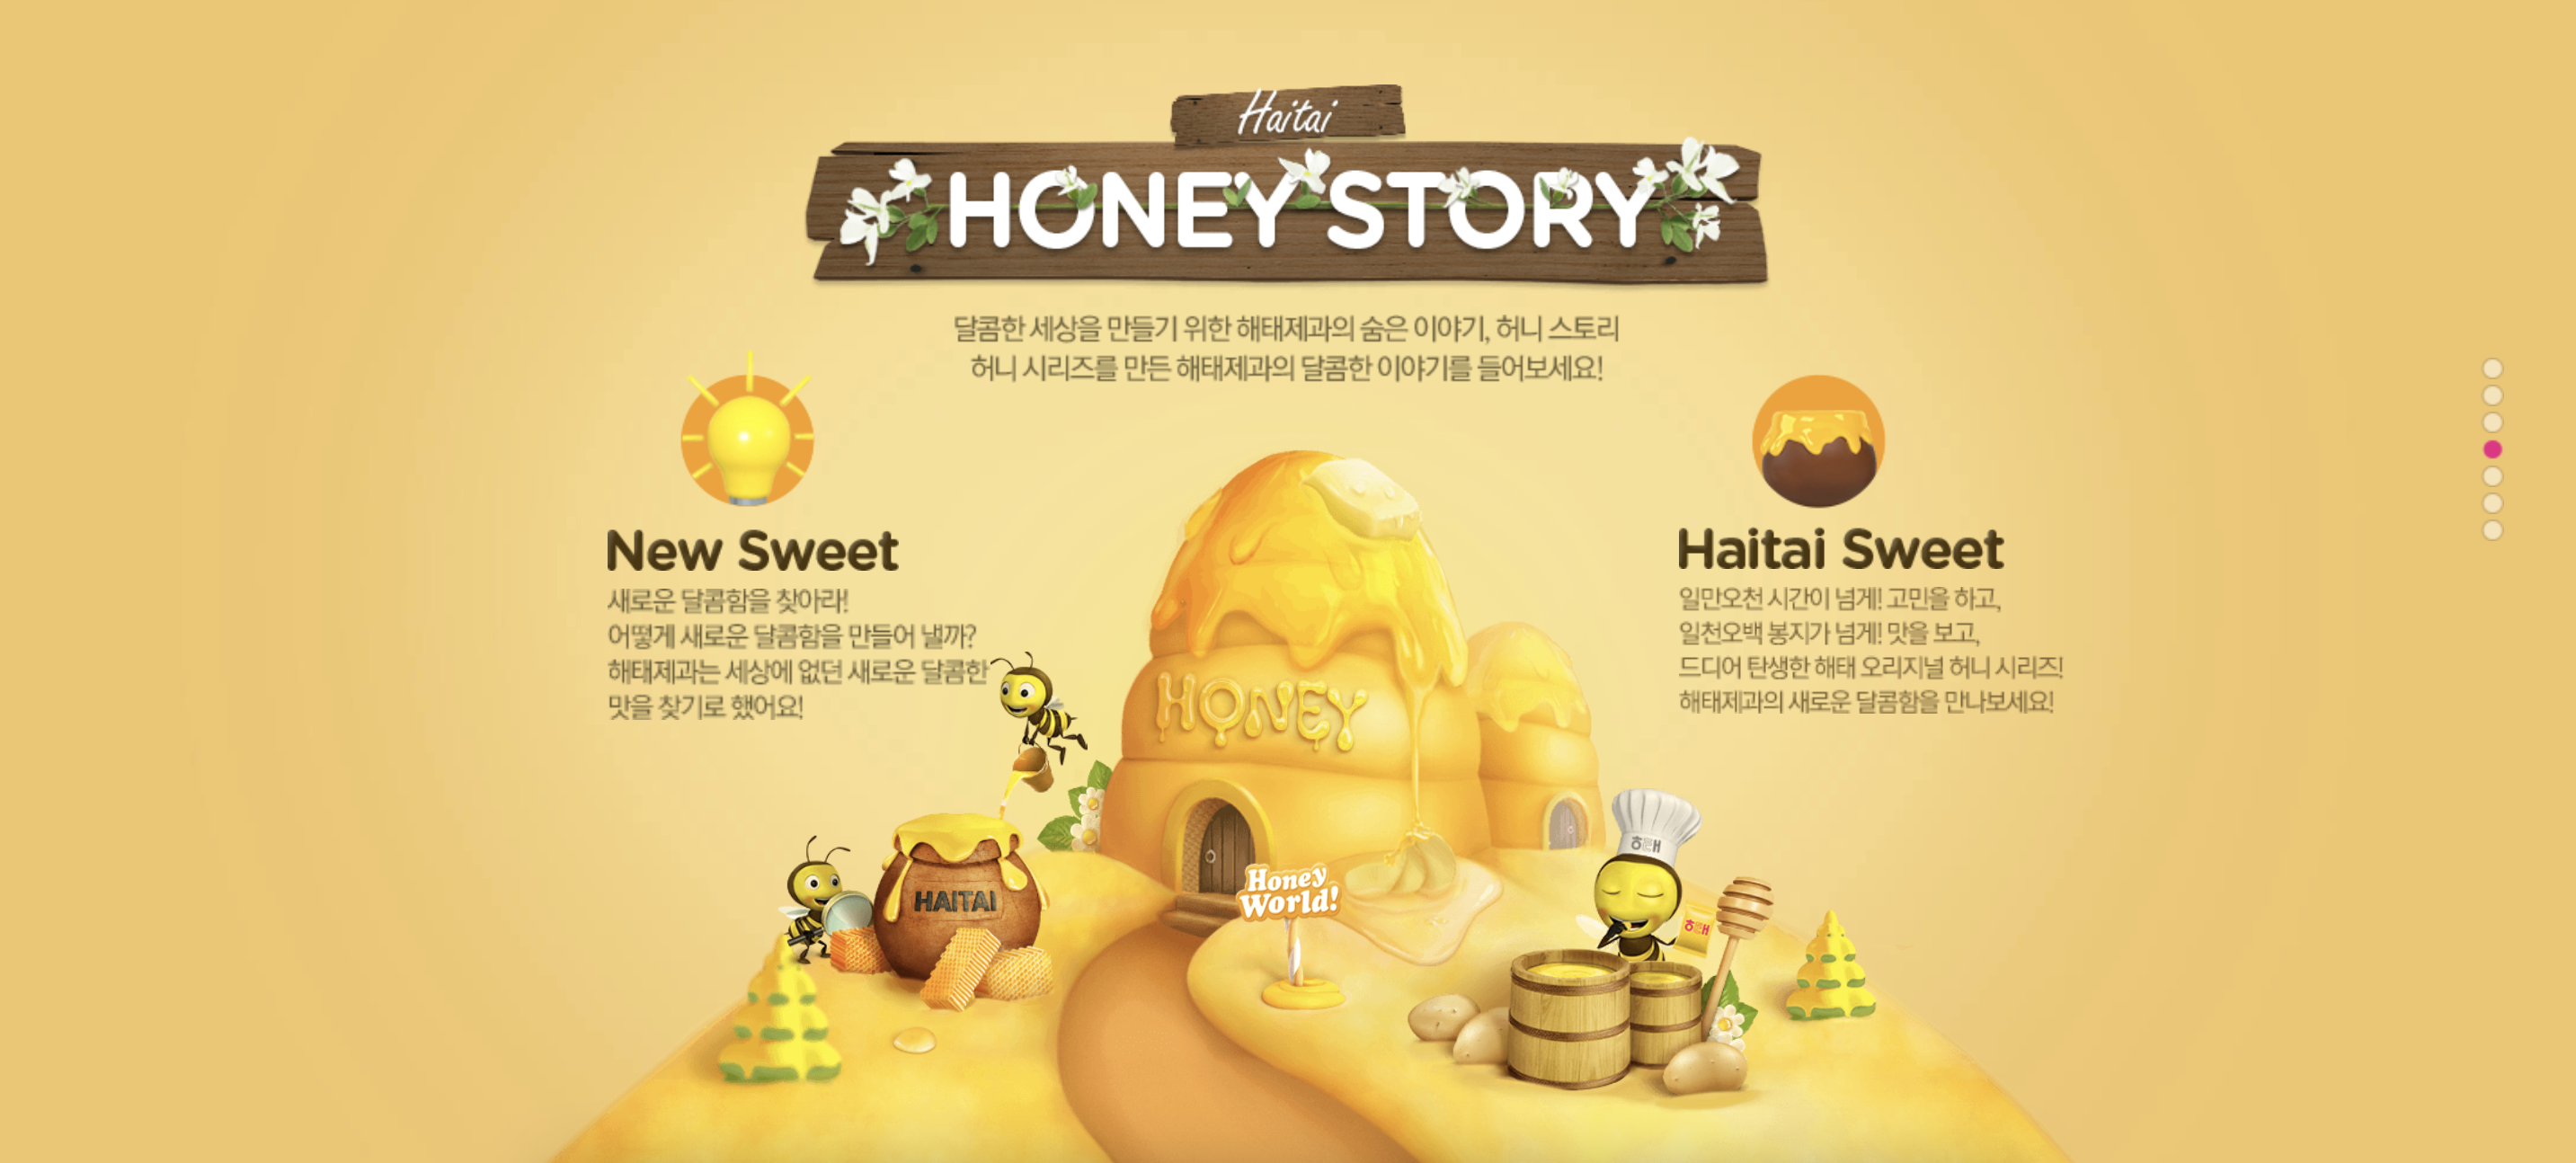 Haitai
HONEY STORY
달콤한 세상을 만들기 위한 해태제과의 숨은 이야기, 허니 스토리
허니 시리즈를 만든 해태제과의 달콤한 이야기를 들어보세요!
New Sweet
새로운 달콤함을 찾아라!
어떻게 새로운 달콤함을 만들어 낼까?
해태제과는 세상에 없던 새로운 달콤한
맛을 찾기로 했어요!
Haitai Sweet
일만오천 시간이 넘게! 고민을 하고,
일천오백 봉지가 넘게! 맛을 보고,
드디어 탄생한 해태 오리지널 허니 시리즈!
해태제과의 새로운 달콤함을 만나보세요!
HONEY
HAITAI
Honey
World!
해태
해태